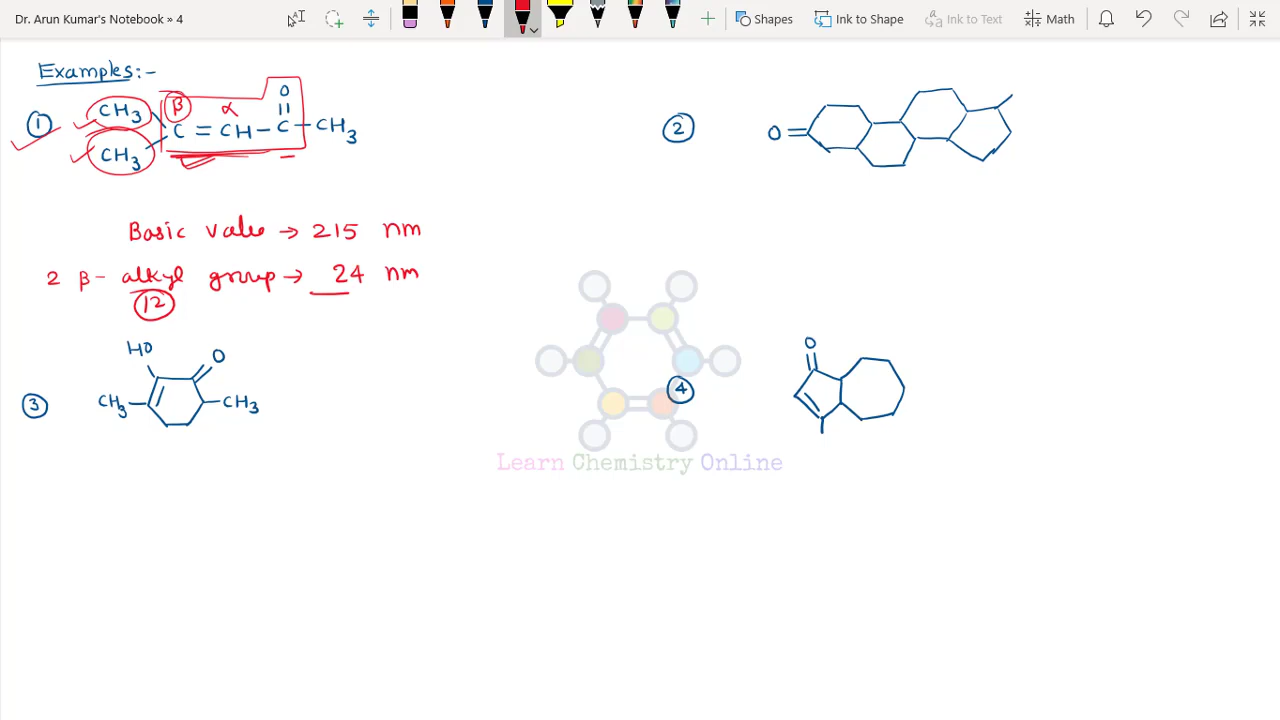 Dr. Arun Kumar's Notebook » 4
Shapes
Ink to Shape
Ink to Text
Math
Examples:-
① CH3
CH3
β
α
O
C = CH - C - CH3
② O
Basic value → 215 nm
2 β- alkyl group → 24 nm
12
③ HO
O
CH3
CH3
④ O
Learn Chemistry Online